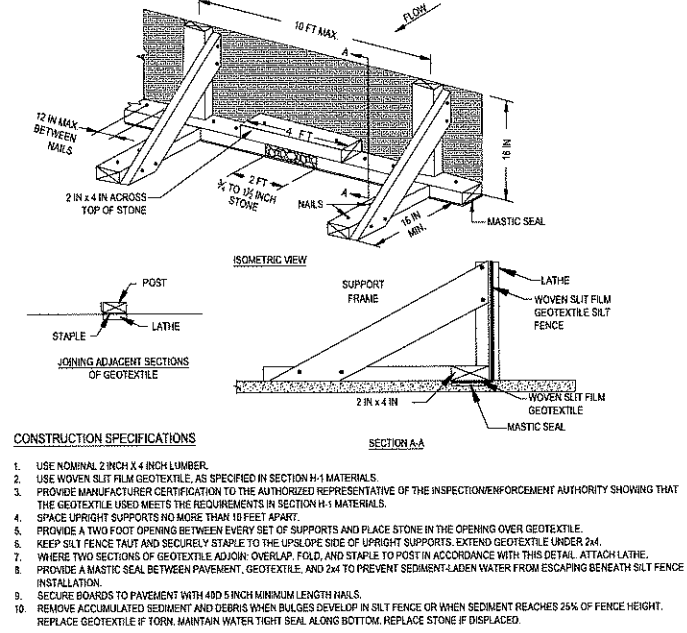 FLOW
10 FT MAX.
A
12 IN MAX.
BETWEEN
NAILS
4 FT
16 IN
2 FT
¾ TO 1½ INCH
STONE
2 IN x 4 IN ACROSS
TOP OF STONE
NAILS
A
16 IN
MIN.
MASTIC SEAL
ISOMETRIC VIEW
POST
STAPLE
LATHE
JOINING ADJACENT SECTIONS
OF GEOTEXTILE
SUPPORT
FRAME
LATHE
WOVEN SLIT FILM
GEOTEXTILE SILT
FENCE
2 IN x 4 IN
WOVEN SLIT FILM
GEOTEXTILE
MASTIC SEAL
SECTION A-A
CONSTRUCTION SPECIFICATIONS
1. USE NOMINAL 2 INCH X 4 INCH LUMBER.
2. USE WOVEN SLIT FILM GEOTEXTILE, AS SPECIFIED IN SECTION H-1 MATERIALS.
3. PROVIDE MANUFACTURER CERTIFICATION TO THE AUTHORIZED REPRESENTATIVE OF THE INSPECTION/ENFORCEMENT AUTHORITY SHOWING THAT
THE GEOTEXTILE USED MEETS THE REQUIREMENTS IN SECTION H-1 MATERIALS.
4. SPACE UPRIGHT SUPPORTS NO MORE THAN 10 FEET APART.
5. PROVIDE A TWO FOOT OPENING BETWEEN EVERY SET OF SUPPORTS AND PLACE STONE IN THE OPENING OVER GEOTEXTILE.
6. KEEP SILT FENCE TAUT AND SECURELY STAPLE TO THE UPSLOPE SIDE OF UPRIGHT SUPPORTS. EXTEND GEOTEXTILE UNDER 2x4.
7. WHERE TWO SECTIONS OF GEOTEXTILE ADJOIN: OVERLAP, FOLD, AND STAPLE TO POST IN ACCORDANCE WITH THIS DETAIL. ATTACH LATHE.
8. PROVIDE A MASTIC SEAL BETWEEN PAVEMENT, GEOTEXTILE, AND 2x4 TO PREVENT SEDIMENT-LADEN WATER FROM ESCAPING BENEATH SILT FENCE
INSTALLATION.
9. SECURE BOARDS TO PAVEMENT WITH 40D 5 INCH MINIMUM LENGTH NAILS.
10. REMOVE ACCUMULATED SEDIMENT AND DEBRIS WHEN BULGES DEVELOP IN SILT FENCE OR WHEN SEDIMENT REACHES 25% OF FENCE HEIGHT.
REPLACE GEOTEXTILE IF TORN. MAINTAIN WATER TIGHT SEAL ALONG BOTTOM. REPLACE STONE IF DISPLACED.